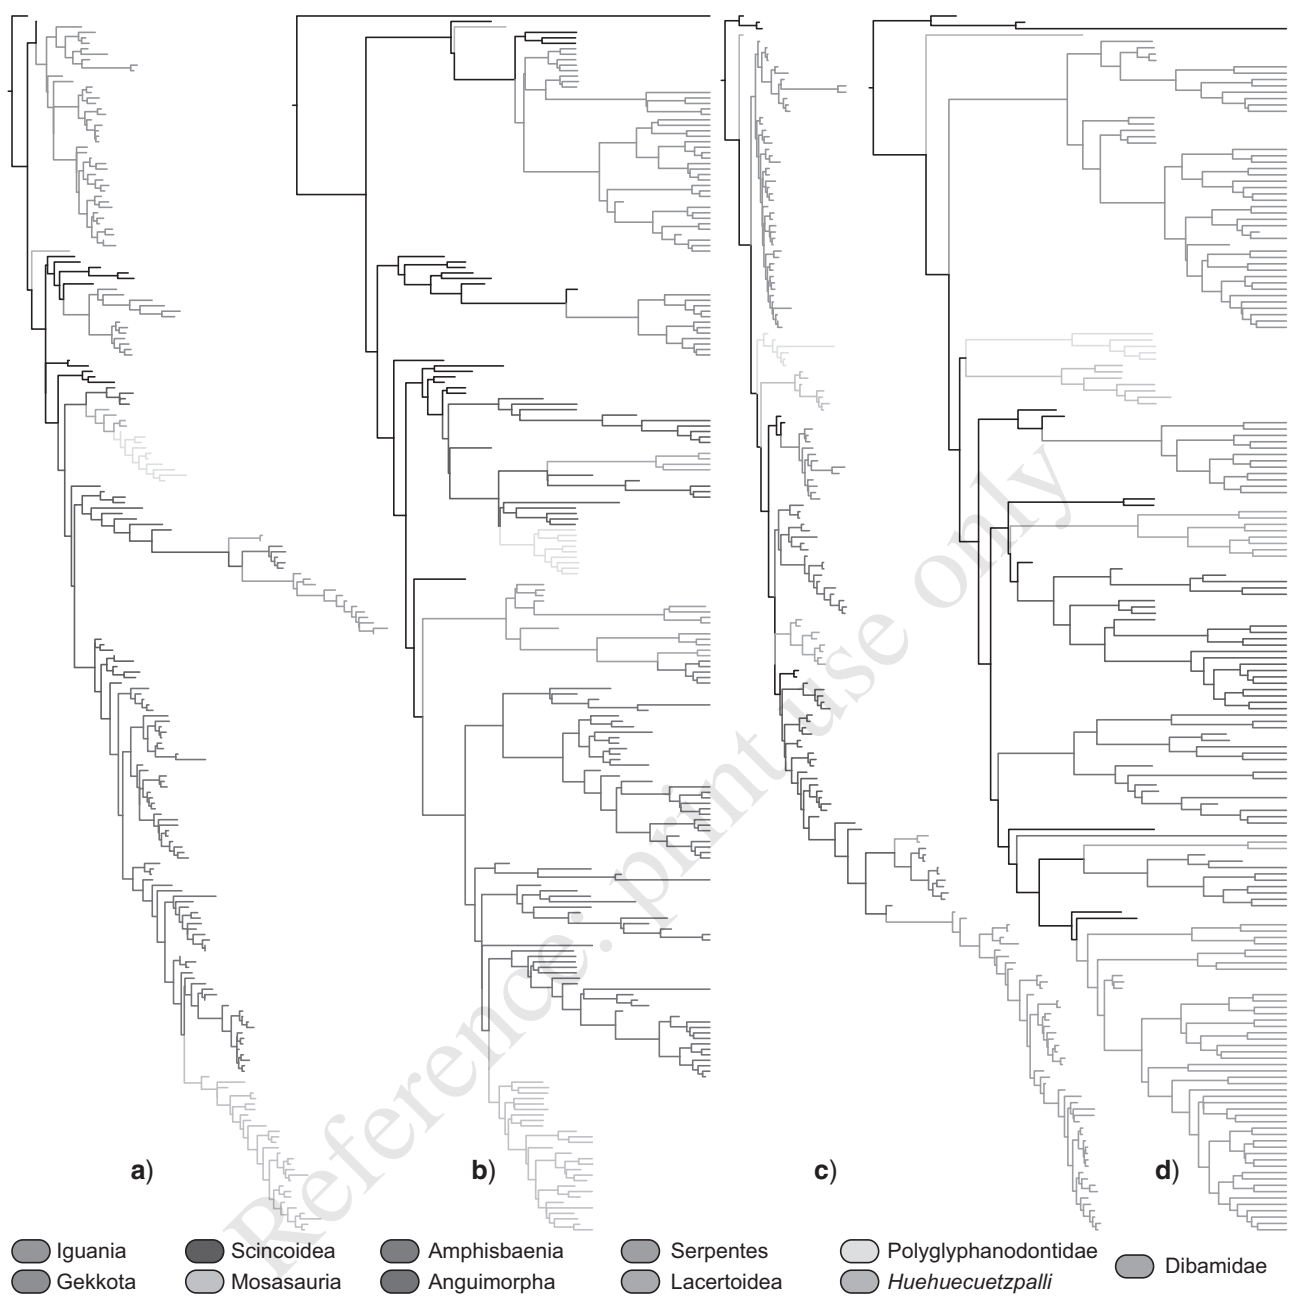 Reference: print use only
a) b) c) d)
Iguania Scincoidea Amphisbaenia Serpentes Polyglyphanodontidae Dibamidae
Gekkota Mosasauria Anguimorpha Lacertoidea Huehuecuetzpalli